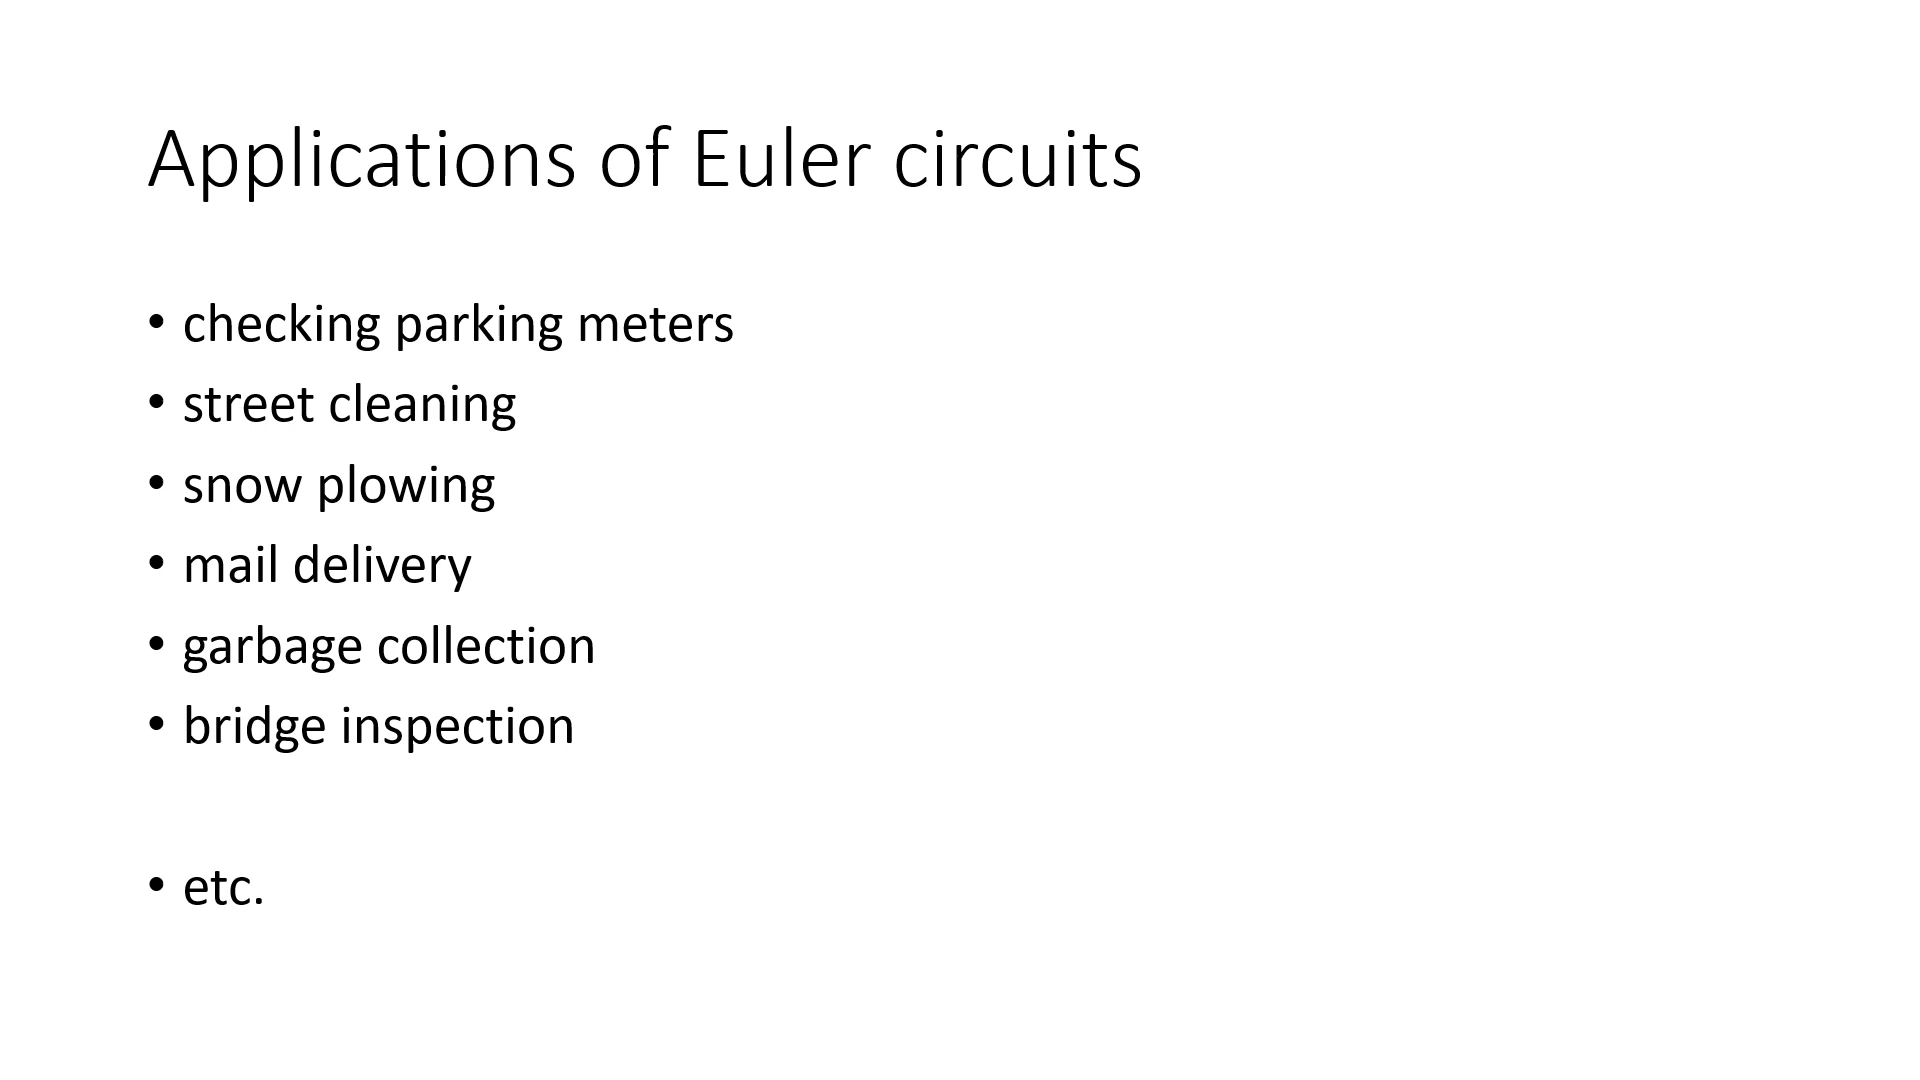 Applications of Euler circuits
• checking parking meters
• street cleaning
• snow plowing
• mail delivery
• garbage collection
• bridge inspection
• etc.